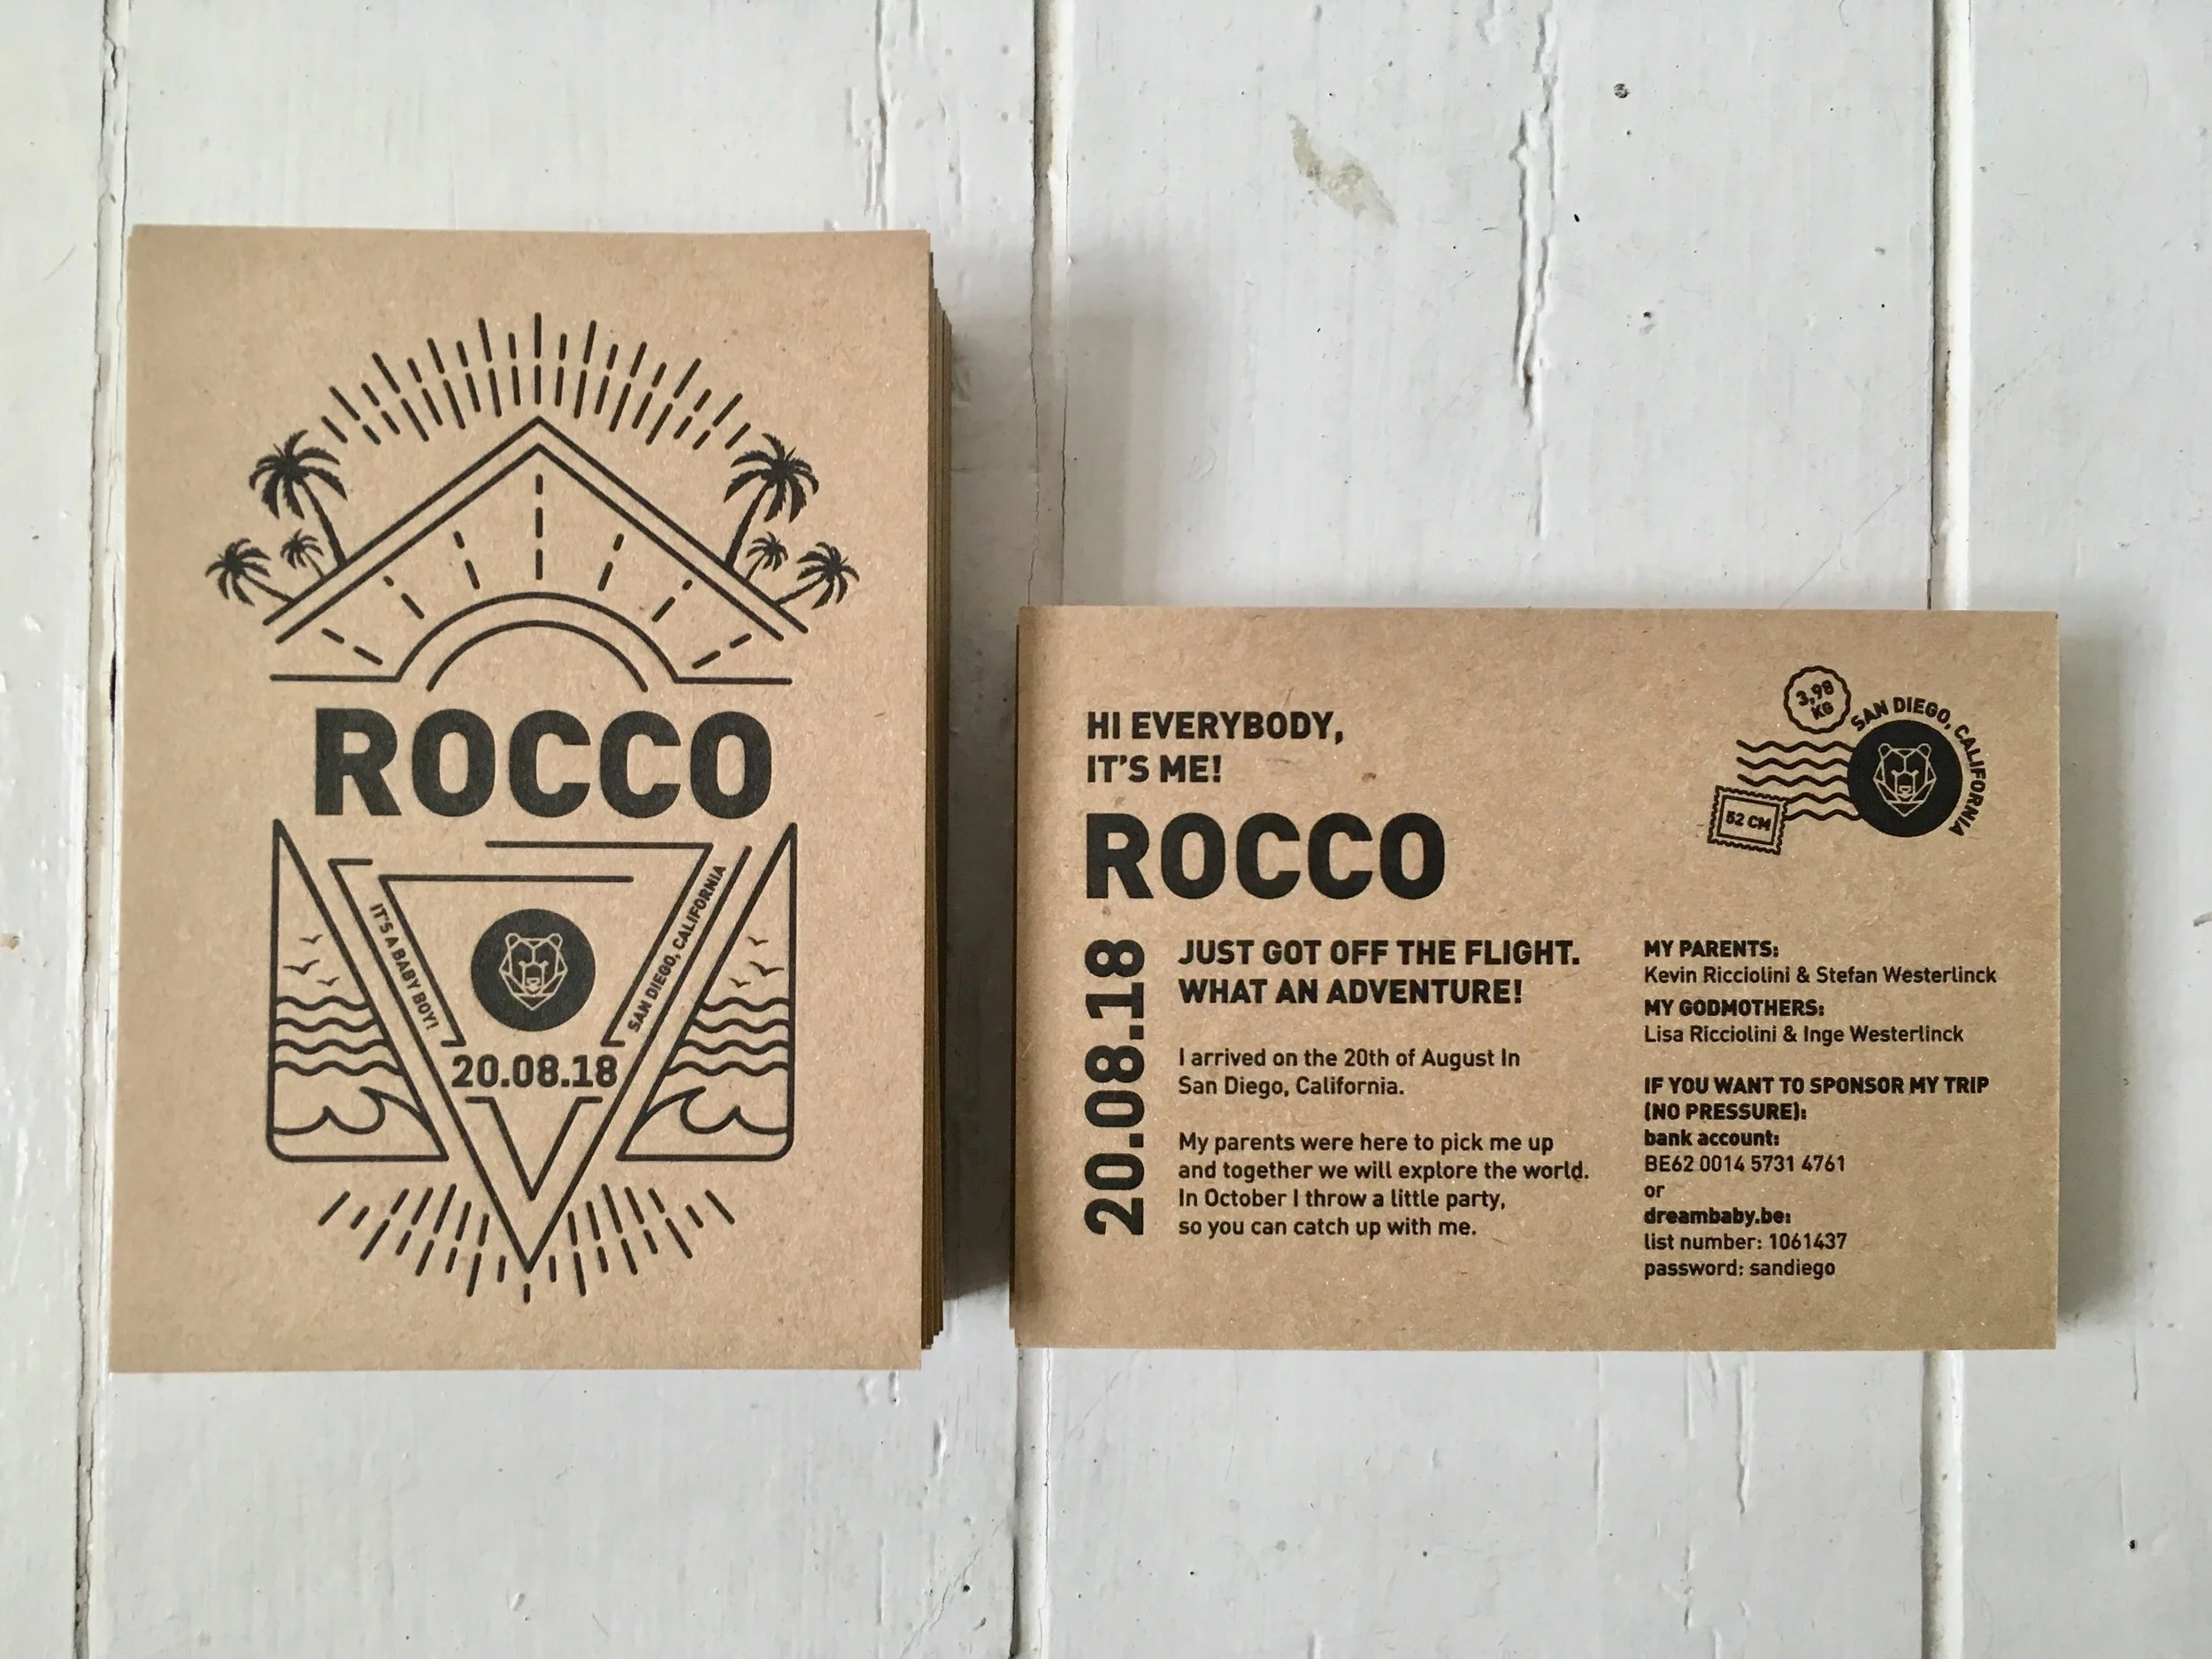 ROCCO
IT'S A BABY BOY!
SAN DIEGO, CALIFORNIA
20.08.18
HI EVERYBODY,
IT'S ME!
ROCCO
20.08.18
JUST GOT OFF THE FLIGHT.
WHAT AN ADVENTURE!
I arrived on the 20th of August In
San Diego, California.
My parents were here to pick me up
and together we will explore the world.
In October I throw a little party,
so you can catch up with me.
3,98
KG
SAN DIEGO, CALIFORNIA
52 CM
MY PARENTS:
Kevin Ricciolini & Stefan Westerlinck
MY GODMOTHERS:
Lisa Ricciolini & Inge Westerlinck
IF YOU WANT TO SPONSOR MY TRIP
(NO PRESSURE):
bank account:
BE62 0014 5731 4761
or
dreambaby.be:
list number: 1061437
password: sandiego